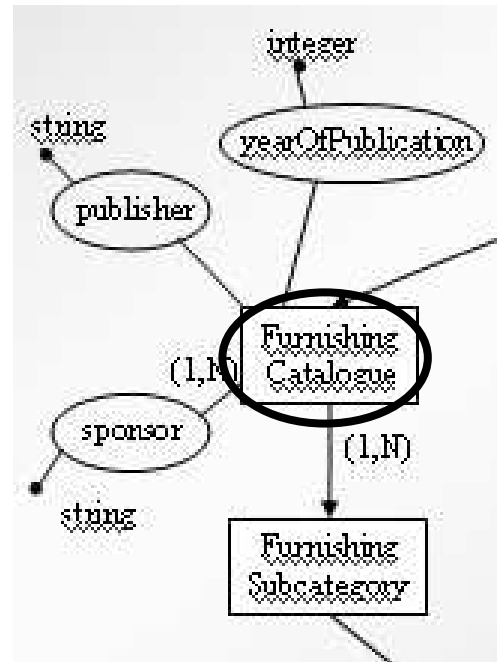 integer
string
yearOfPublication
publisher
Furnishing
Catalogue
(1,N)
sponsor
(1,N)
string
Furnishing
Subcategory